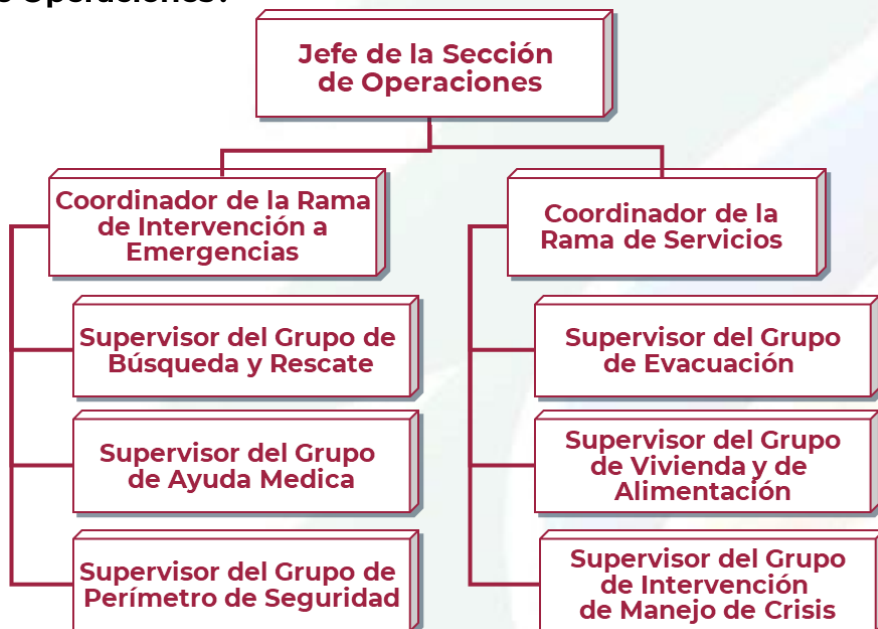 Operaciones?
Jefe de la Sección
de Operaciones
Coordinador de la Rama
de Intervención a
Emergencias
Supervisor del Grupo de
Búsqueda y Rescate
Supervisor del Grupo
de Ayuda Medica
Supervisor del Grupo de
Perímetro de Seguridad
Coordinador de la
Rama de Servicios
Supervisor del Grupo
de Evacuación
Supervisor del Grupo
de Vivienda y de
Alimentación
Supervisor del Grupo
de Intervención
de Manejo de Crisis